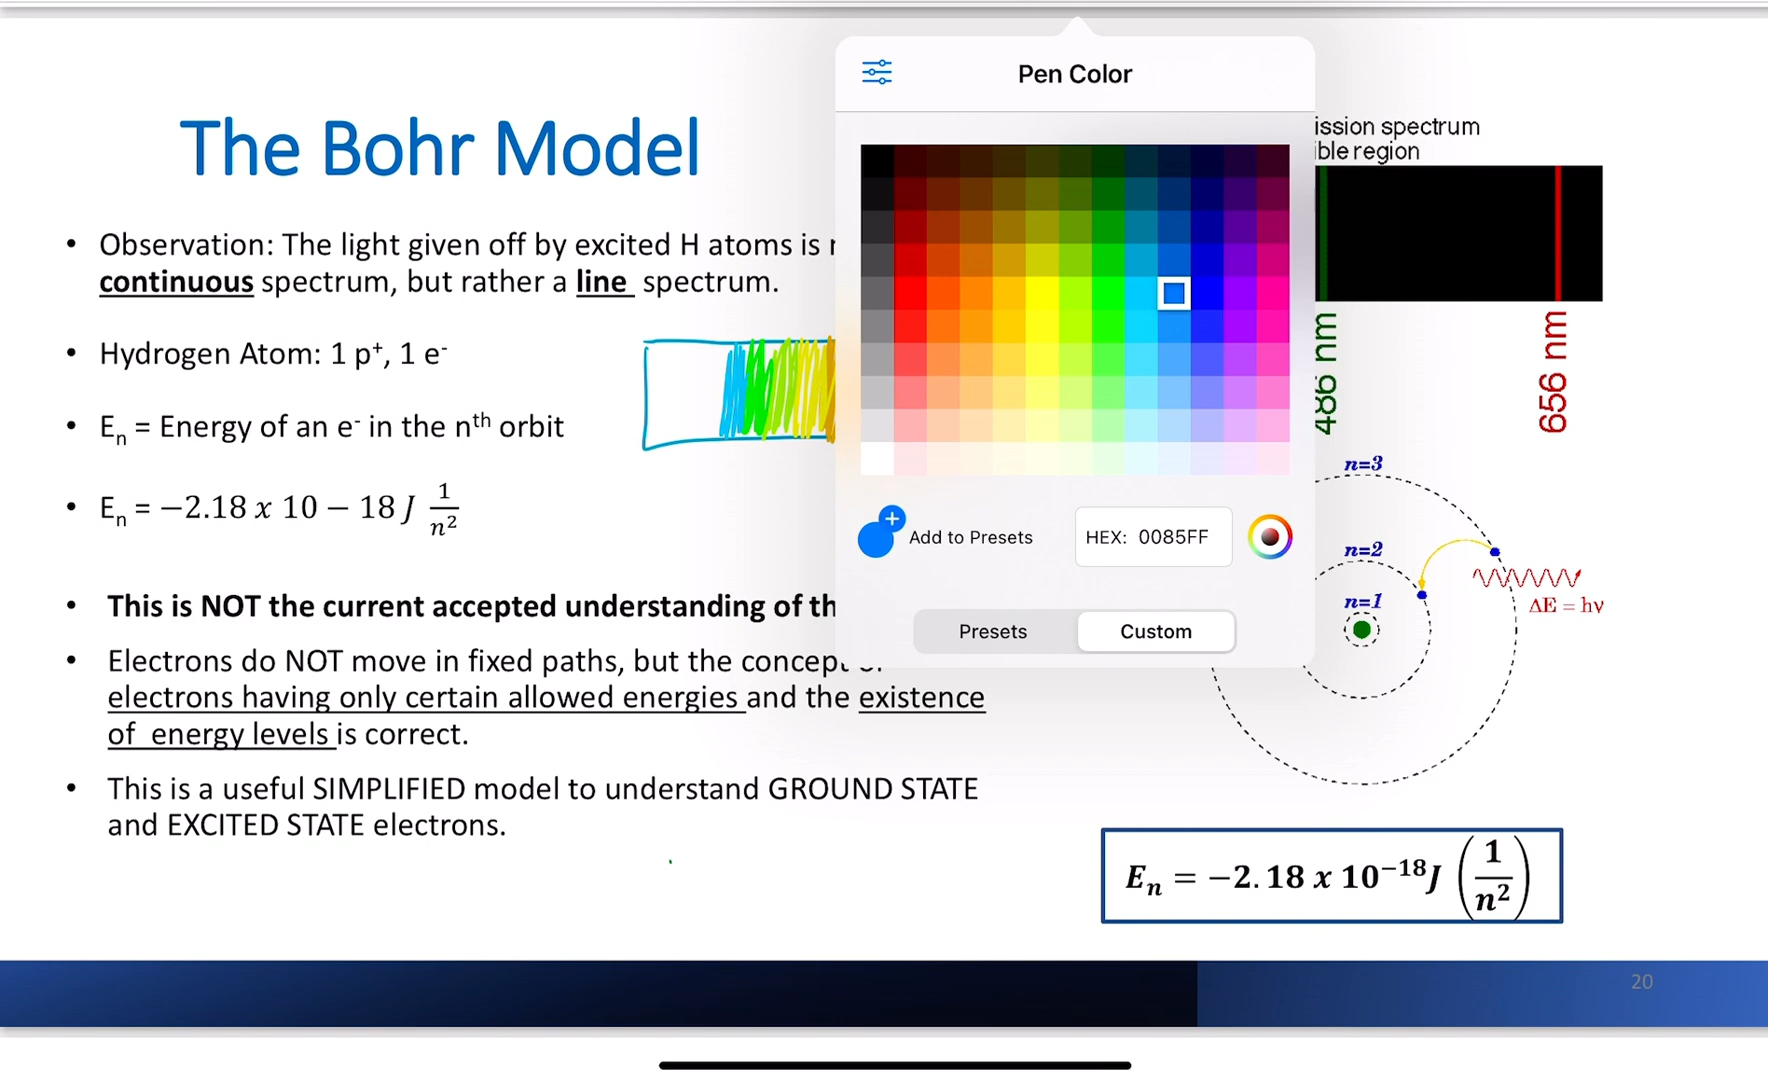 Pen Color
The Bohr Model
ission spectrum
ible region
• Observation: The light given off by excited H atoms is
continuous spectrum, but rather a line spectrum.
486 nm
656 nm
• Hydrogen Atom: 1 p⁺, 1 e⁻
• Eₙ = Energy of an e⁻ in the nᵗʰ orbit
• Eₙ = −2.18 x 10 − 18 J 1/n²
HEX: 0085FF
Add to Presets
Presets
Custom
n=3
n=2
n=1
ΔE = hν
• This is NOT the current accepted understanding of th
• Electrons do NOT move in fixed paths, but the concept
electrons having only certain allowed energies and the existence
of energy levels is correct.
• This is a useful SIMPLIFIED model to understand GROUND STATE
and EXCITED STATE electrons.
Eₙ = −2.18 x 10⁻¹⁸J (1/n²)
20